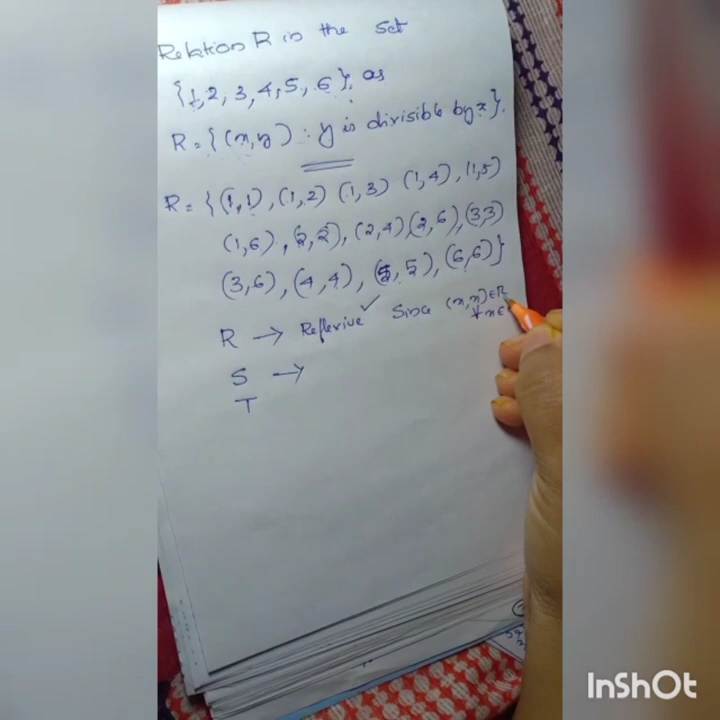 Relation R in the Set
{1,2,3,4,5,6}, as
R = {(x,y) : y is divisible by x}.
R = {(1,1), (1,2) (1,3) (1,4), (1,5)
(1,6), (2,2), (2,4) (2,6), (3,3)
(3,6), (4,4), (5,5), (6,6)}
R → Reflexive ✓ Since (x,x) ∈ R
∀ x ∈
S →
T
InShOt